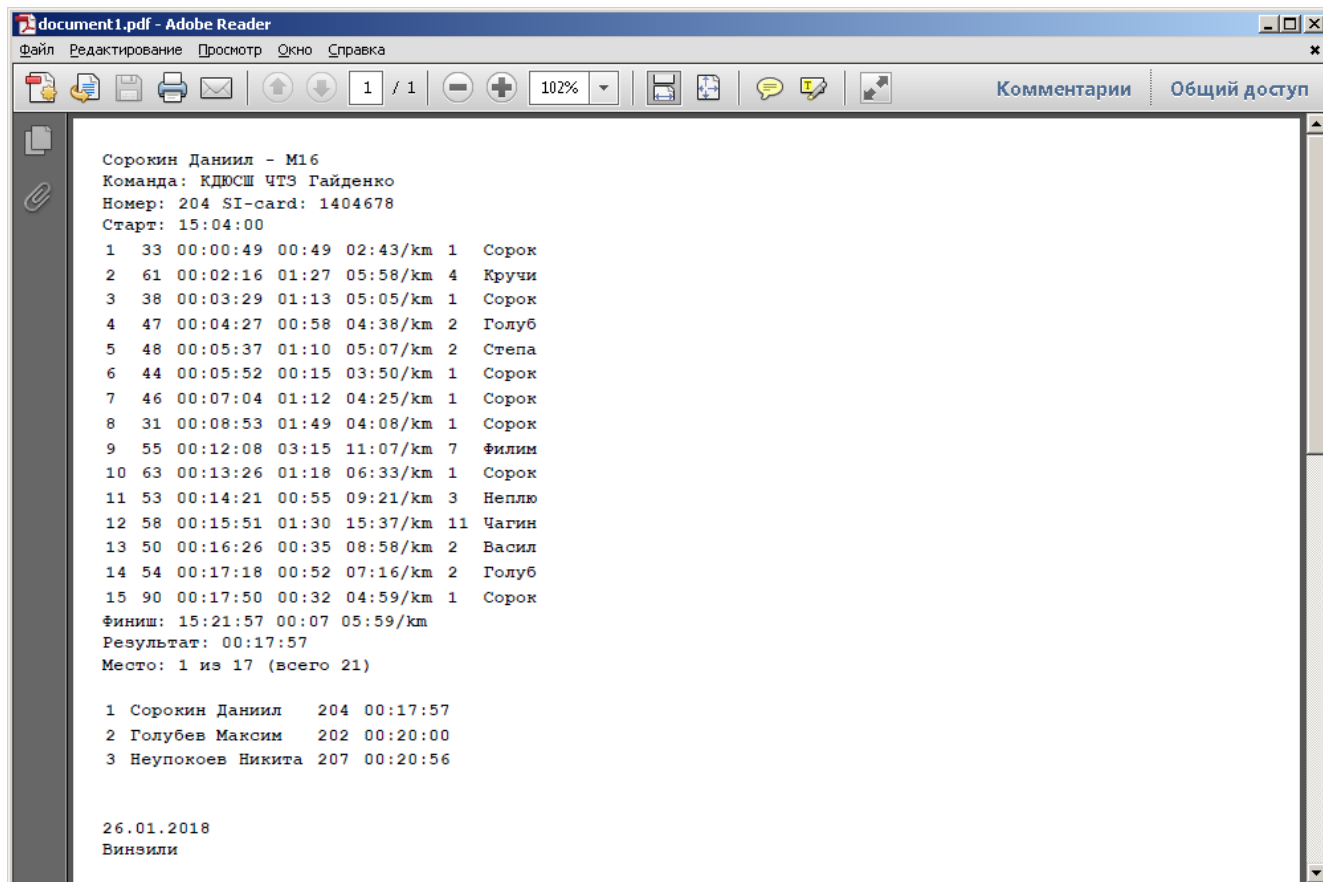 document1.pdf - Adobe Reader
Файл Редактирование Просмотр Окно Справка
1 / 1 102% Комментарии Общий доступ
Сорокин Даниил - М16
Команда: КДЮСШ ЧТЗ Гайденко
Номер: 204 SI-card: 1404678
Старт: 15:04:00
1 33 00:00:49 00:49 02:43/km 1 Сорок
2 61 00:02:16 01:27 05:58/km 4 Кручи
3 38 00:03:29 01:13 05:05/km 1 Сорок
4 47 00:04:27 00:58 04:38/km 2 Голуб
5 48 00:05:37 01:10 05:07/km 2 Степа
6 44 00:05:52 00:15 03:50/km 1 Сорок
7 46 00:07:04 01:12 04:25/km 1 Сорок
8 31 00:08:53 01:49 04:08/km 1 Сорок
9 55 00:12:08 03:15 11:07/km 7 Филим
10 63 00:13:26 01:18 06:33/km 1 Сорок
11 53 00:14:21 00:55 09:21/km 3 Неплю
12 58 00:15:51 01:30 15:37/km 11 Чагин
13 50 00:16:26 00:35 08:58/km 2 Васил
14 54 00:17:18 00:52 07:16/km 2 Голуб
15 90 00:17:50 00:32 04:59/km 1 Сорок
Финиш: 15:21:57 00:07 05:59/km
Результат: 00:17:57
Место: 1 из 17 (всего 21)
1 Сорокин Даниил 204 00:17:57
2 Голубев Максим 202 00:20:00
3 Неупокоев Никита 207 00:20:56
26.01.2018
Винзили